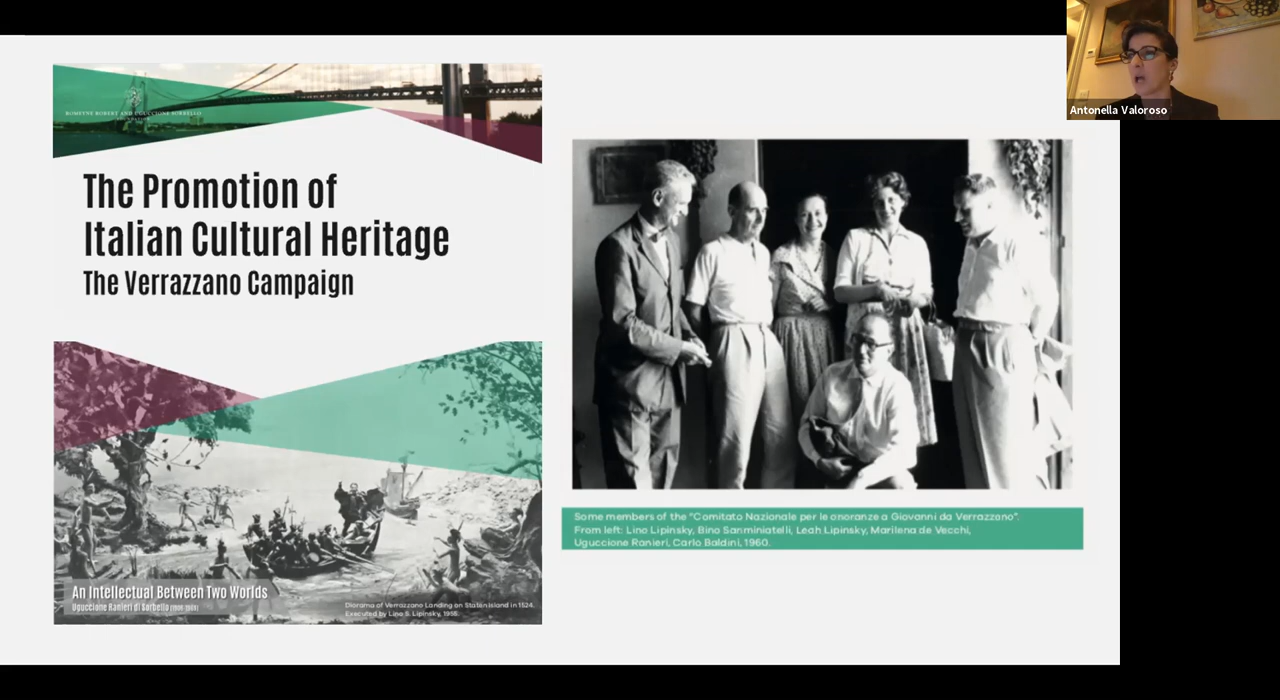 Antonella Valoroso
ROMEYNE ROBERT AND UGUCCIONE SORBELLO
FOUNDATION
The Promotion of
Italian Cultural Heritage
The Verrazzano Campaign
Some members of the "Comitato Nazionale per le onoranze a Giovanni da Verrazzano".
From left: Lino Lipinsky, Bino Sanminiatelli, Leah Lipinsky, Marilena de Vecchi,
Uguccione Ranieri, Carlo Baldini, 1960.
An Intellectual Between Two Worlds
Uguccione Ranieri di Sorbello
Diorama of Verrazzano Landing on Staten Island in 1524.
Executed by Lino S. Lipinsky, 1955.